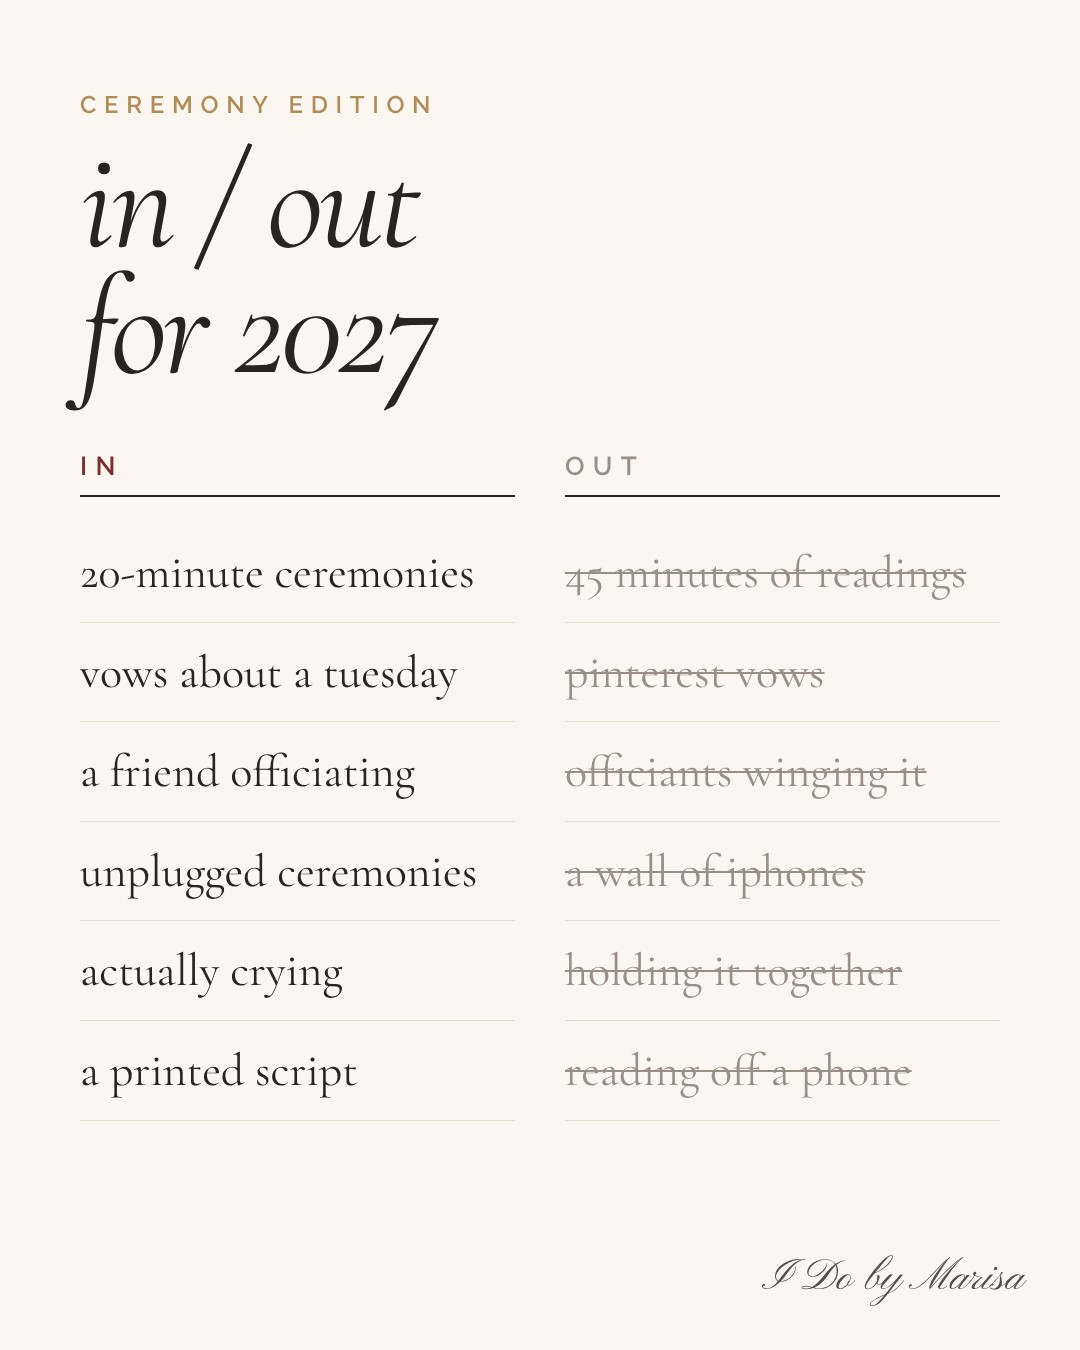 CEREMONY EDITION
in / out
for 2027
IN
20-minute ceremonies
vows about a tuesday
a friend officiating
unplugged ceremonies
actually crying
a printed script
OUT
45 minutes of readings
pinterest vows
officiants winging it
a wall of iphones
holding it together
reading off a phone
I Do by Marisa